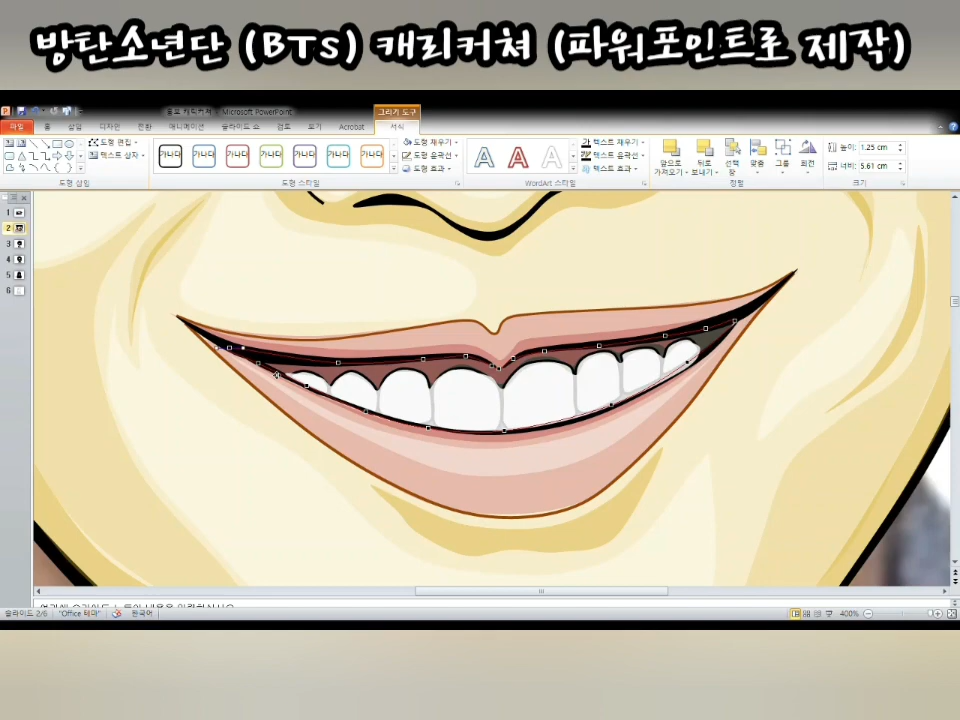 방탄소년단 (BTS) 캐리커쳐 (파워포인트로 제작)
Microsoft PowerPoint
그리기 도구
파일 홈 삽입 디자인 전환 애니메이션 슬라이드 쇼 검토 보기 Acrobat 서식
도형 편집
텍스트 상자
가나다 가나다 가나다 가나다 가나다 가나다 가나다
도형 채우기
도형 윤곽선
도형 효과
A A A
텍스트 채우기
텍스트 윤곽선
텍스트 효과
앞으로 가져오기
뒤로 보내기
선택 창
맞춤
그룹
회전
높이: 1.25 cm
너비: 5.61 cm
도형 삽입 도형 스타일 WordArt 스타일 정렬 크기
1
2
3
4
5
6
슬라이드 2/6 "Office 테마" 한국어 400%